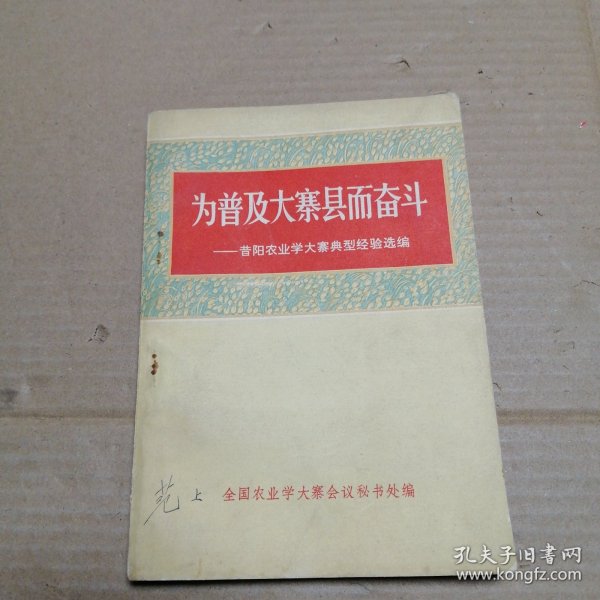 为普及大寨县而奋斗
——昔阳农业学大寨典型经验选编
上
全国农业学大寨会议秘书处编
孔夫子旧书网
www.kongfz.com